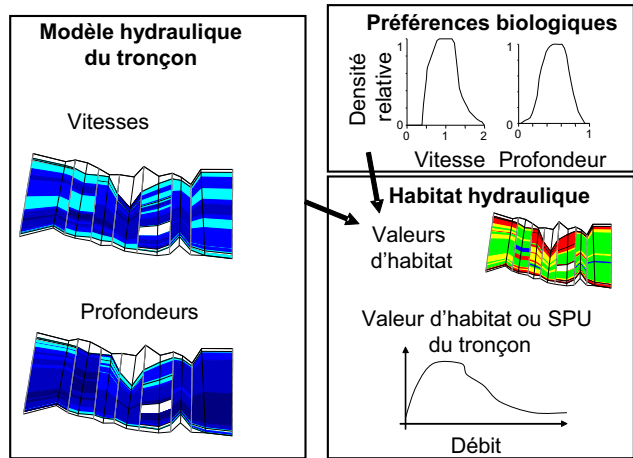 Modèle hydraulique
du tronçon
Vitesses
Profondeurs
Préférences biologiques
Densité
relative
1
0
0
1
2
Vitesse
1
0
0
1
Profondeur
Habitat hydraulique
Valeurs
d’habitat
Valeur d’habitat ou SPU
du tronçon
Débit